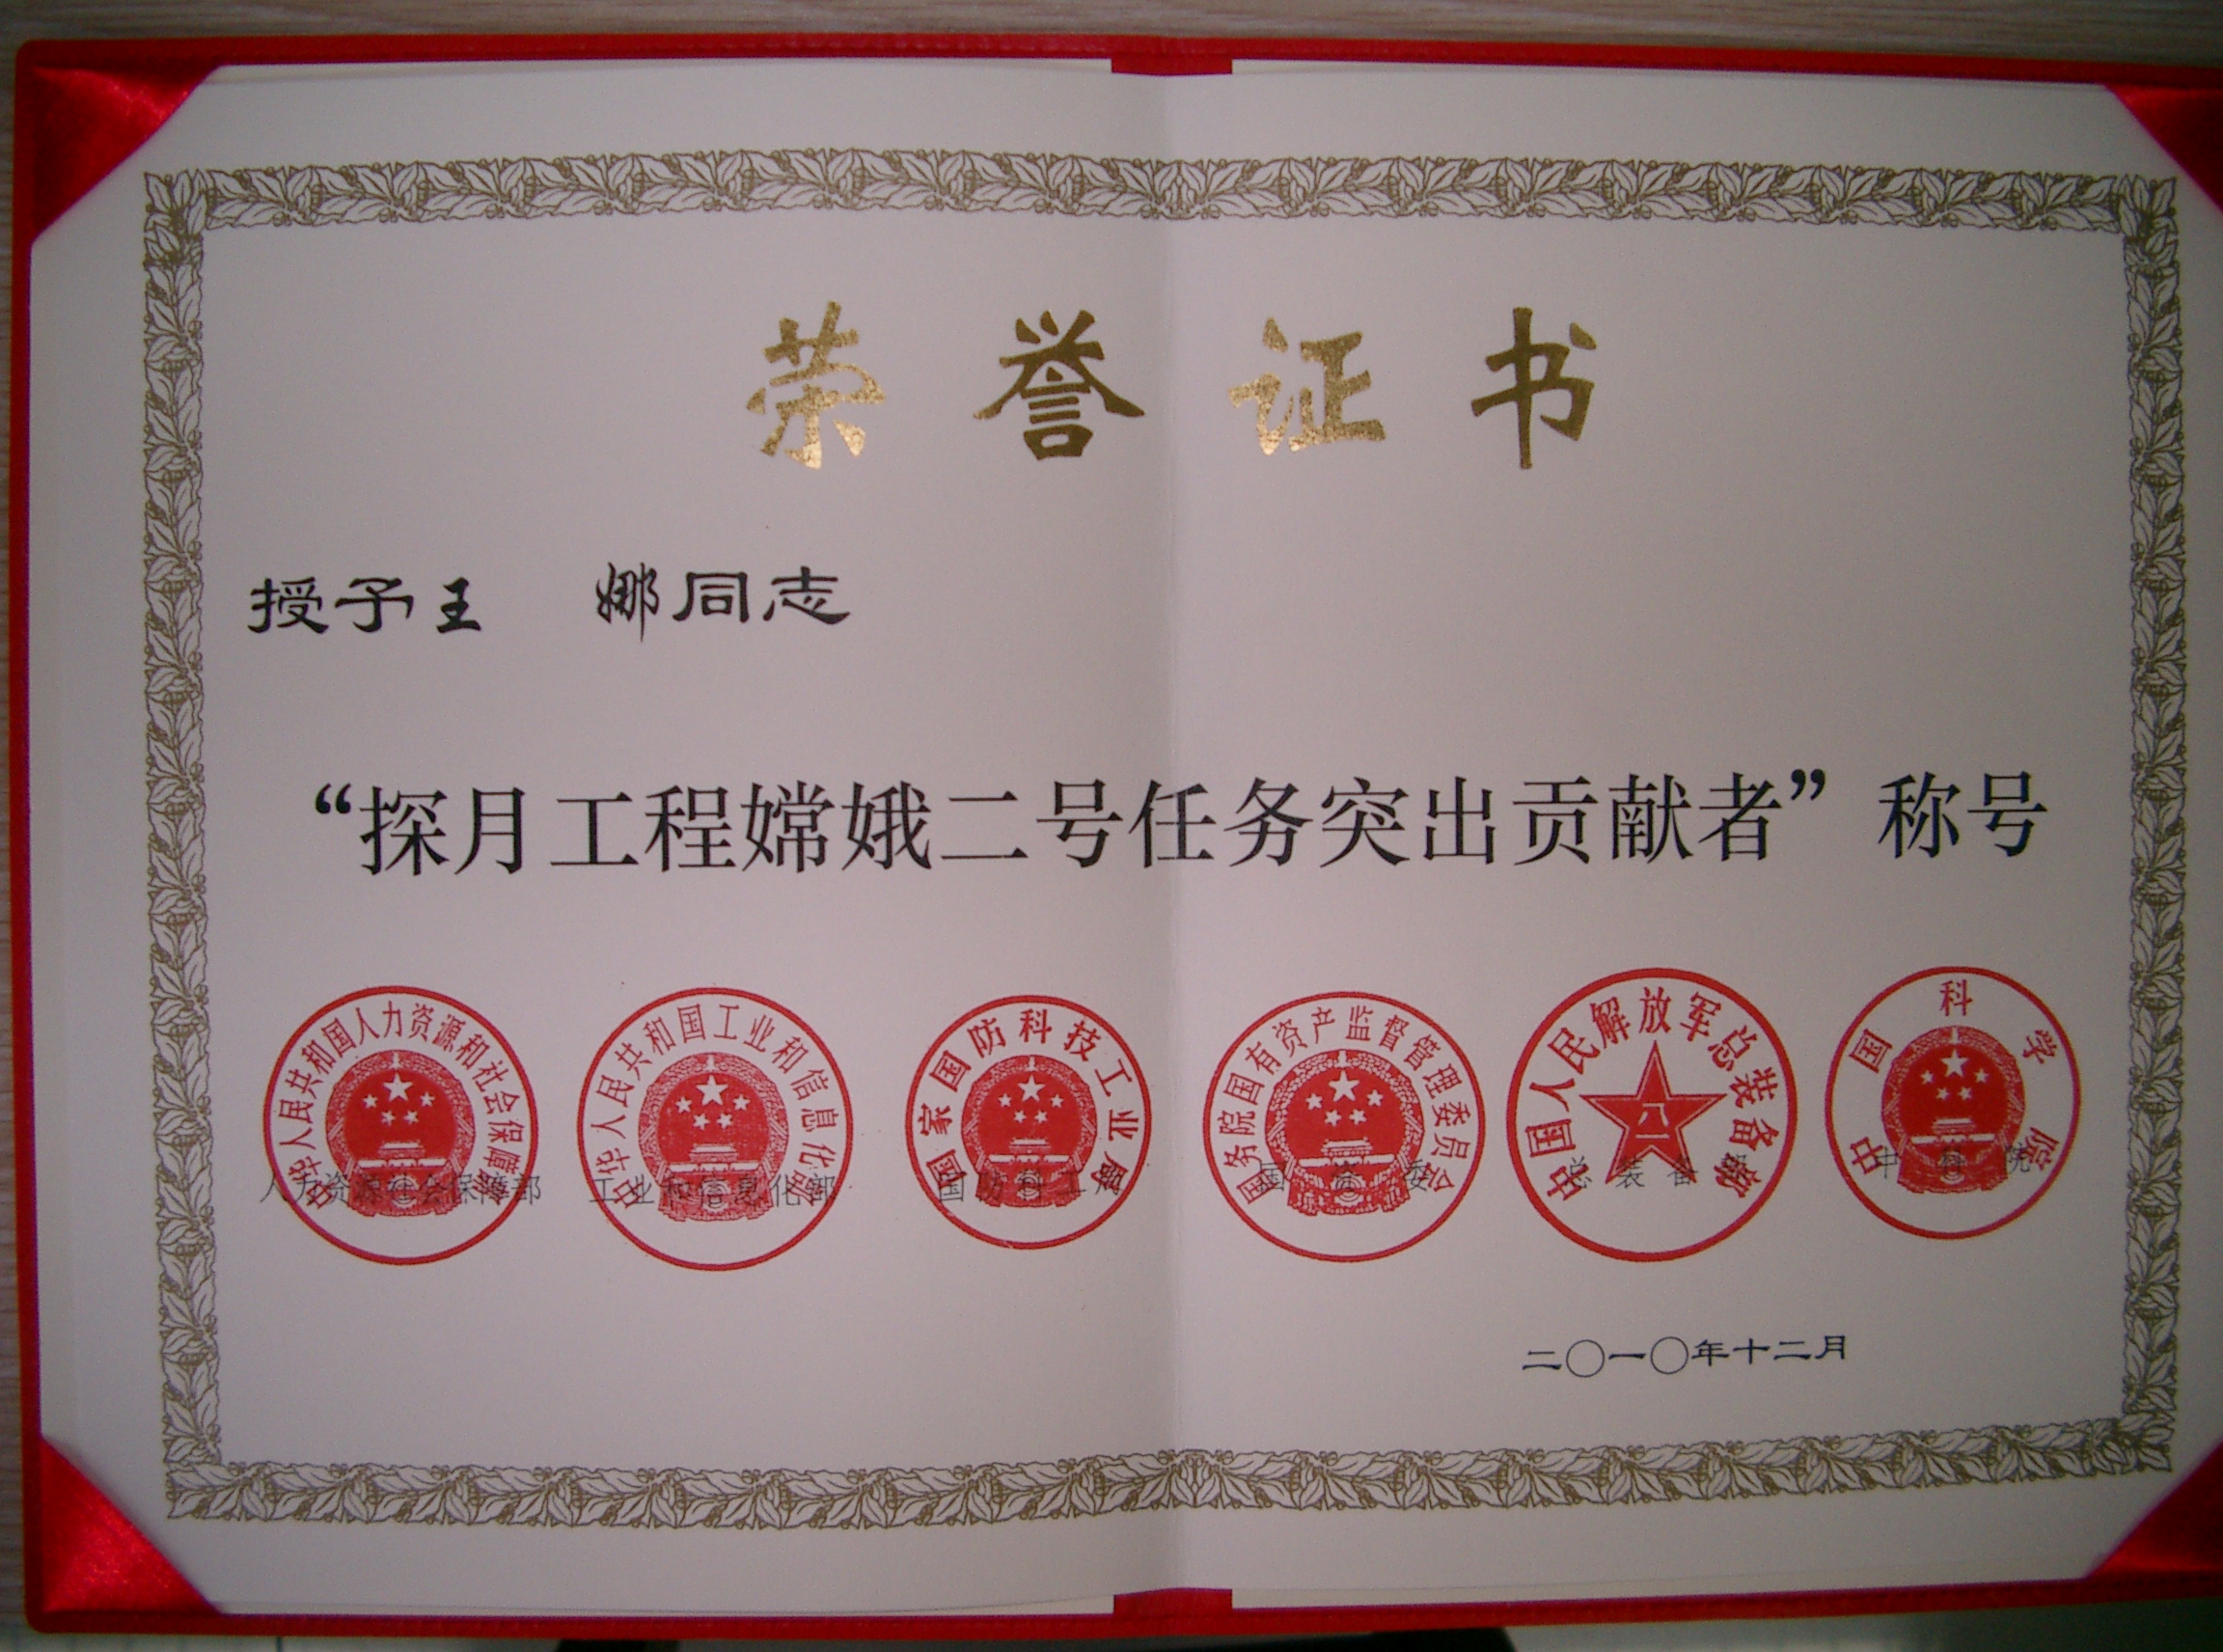 荣誉证书
授予王 娜同志
“探月工程嫦娥二号任务突出贡献者”称号
中华人民共和国人力资源和社会保障部
人力资源社会保障部
中华人民共和国工业和信息化部
工业和信息化部
国家国防科技工业局
国防科工局
国务院国有资产监督管理委员会
国资委
中国人民解放军总装备部
八一
总装备部
中国科学院
中科院
二〇一〇年十二月